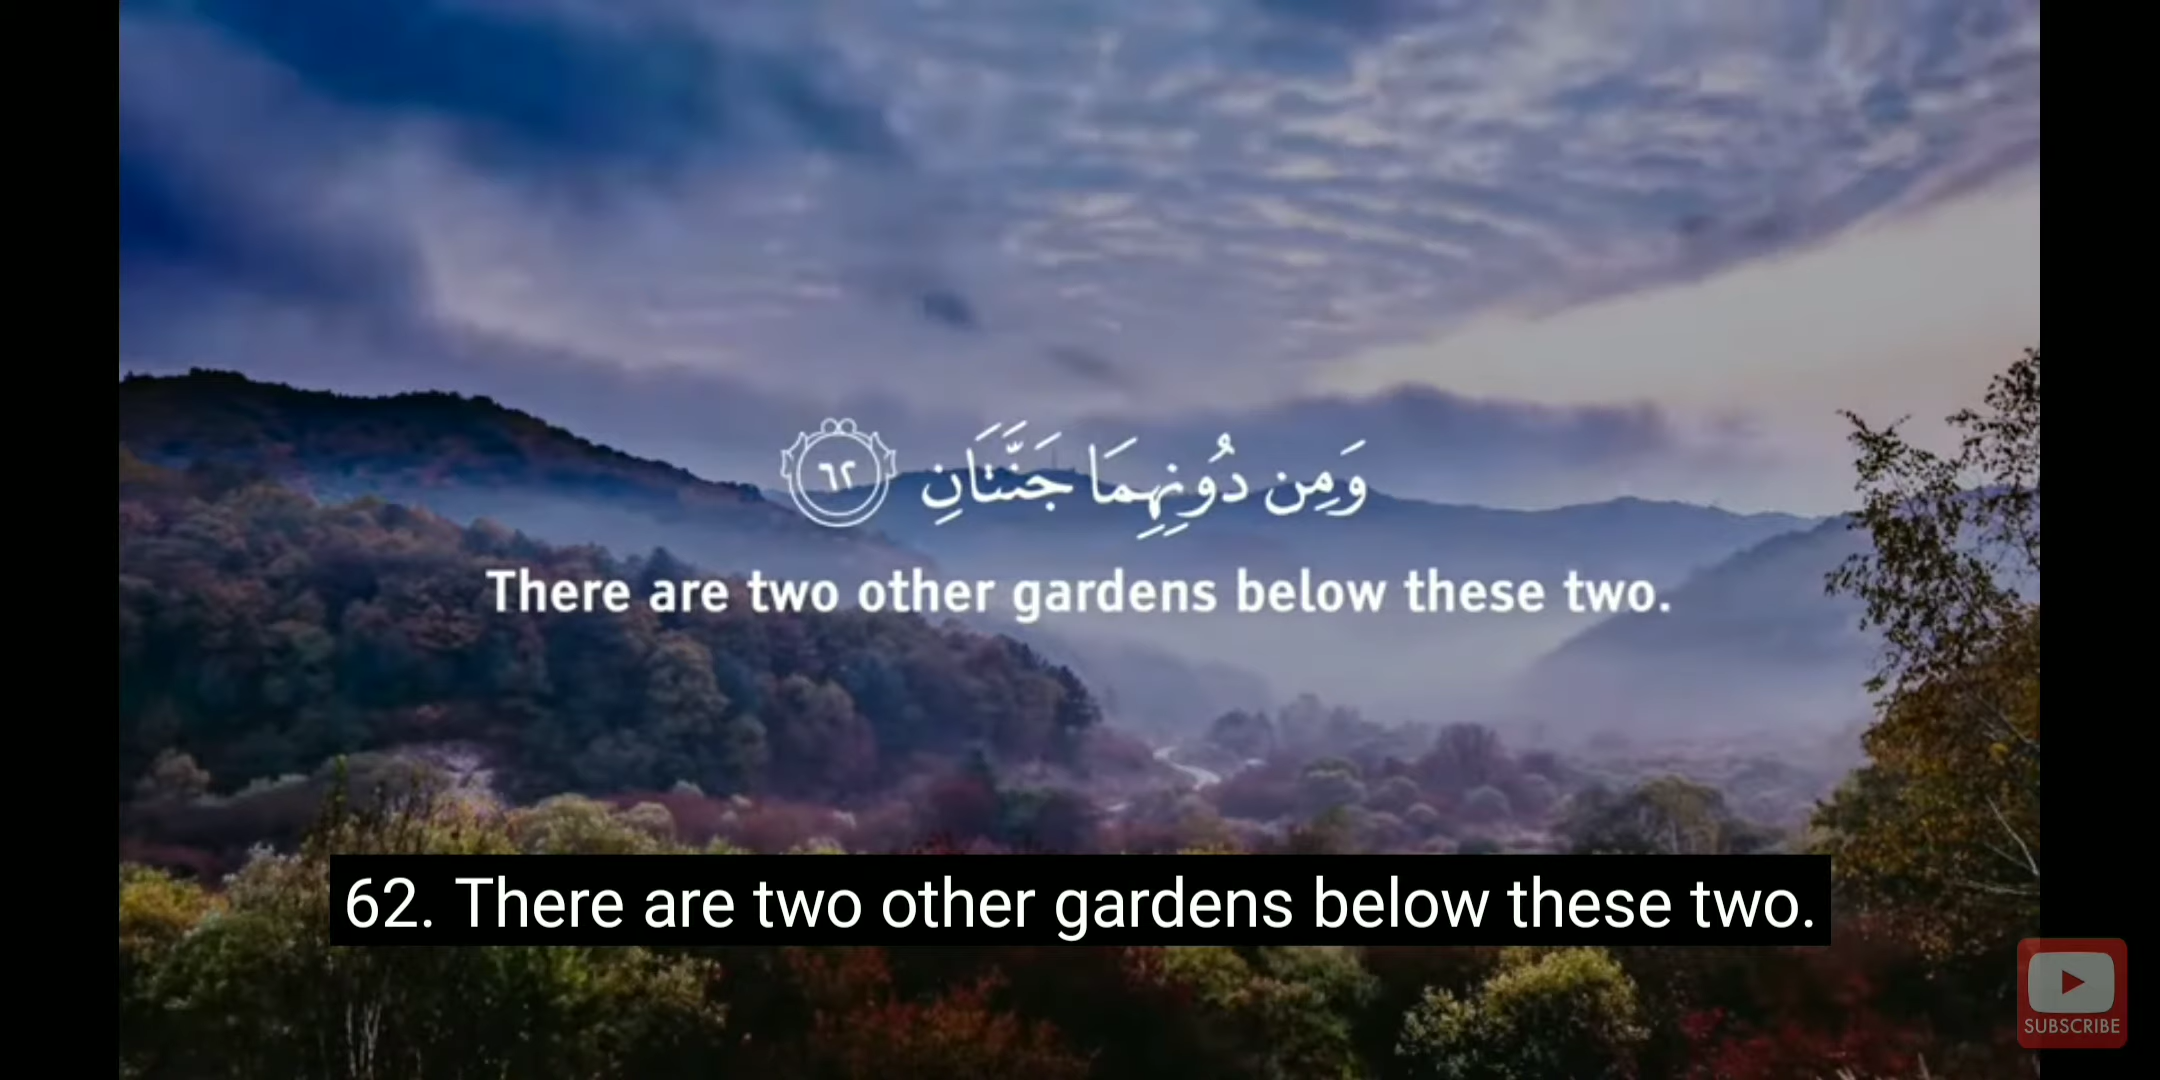 وَمِن دُونِهِمَا جَنَّتَانِ ٦٢
There are two other gardens below these two.
62. There are two other gardens below these two.
SUBSCRIBE